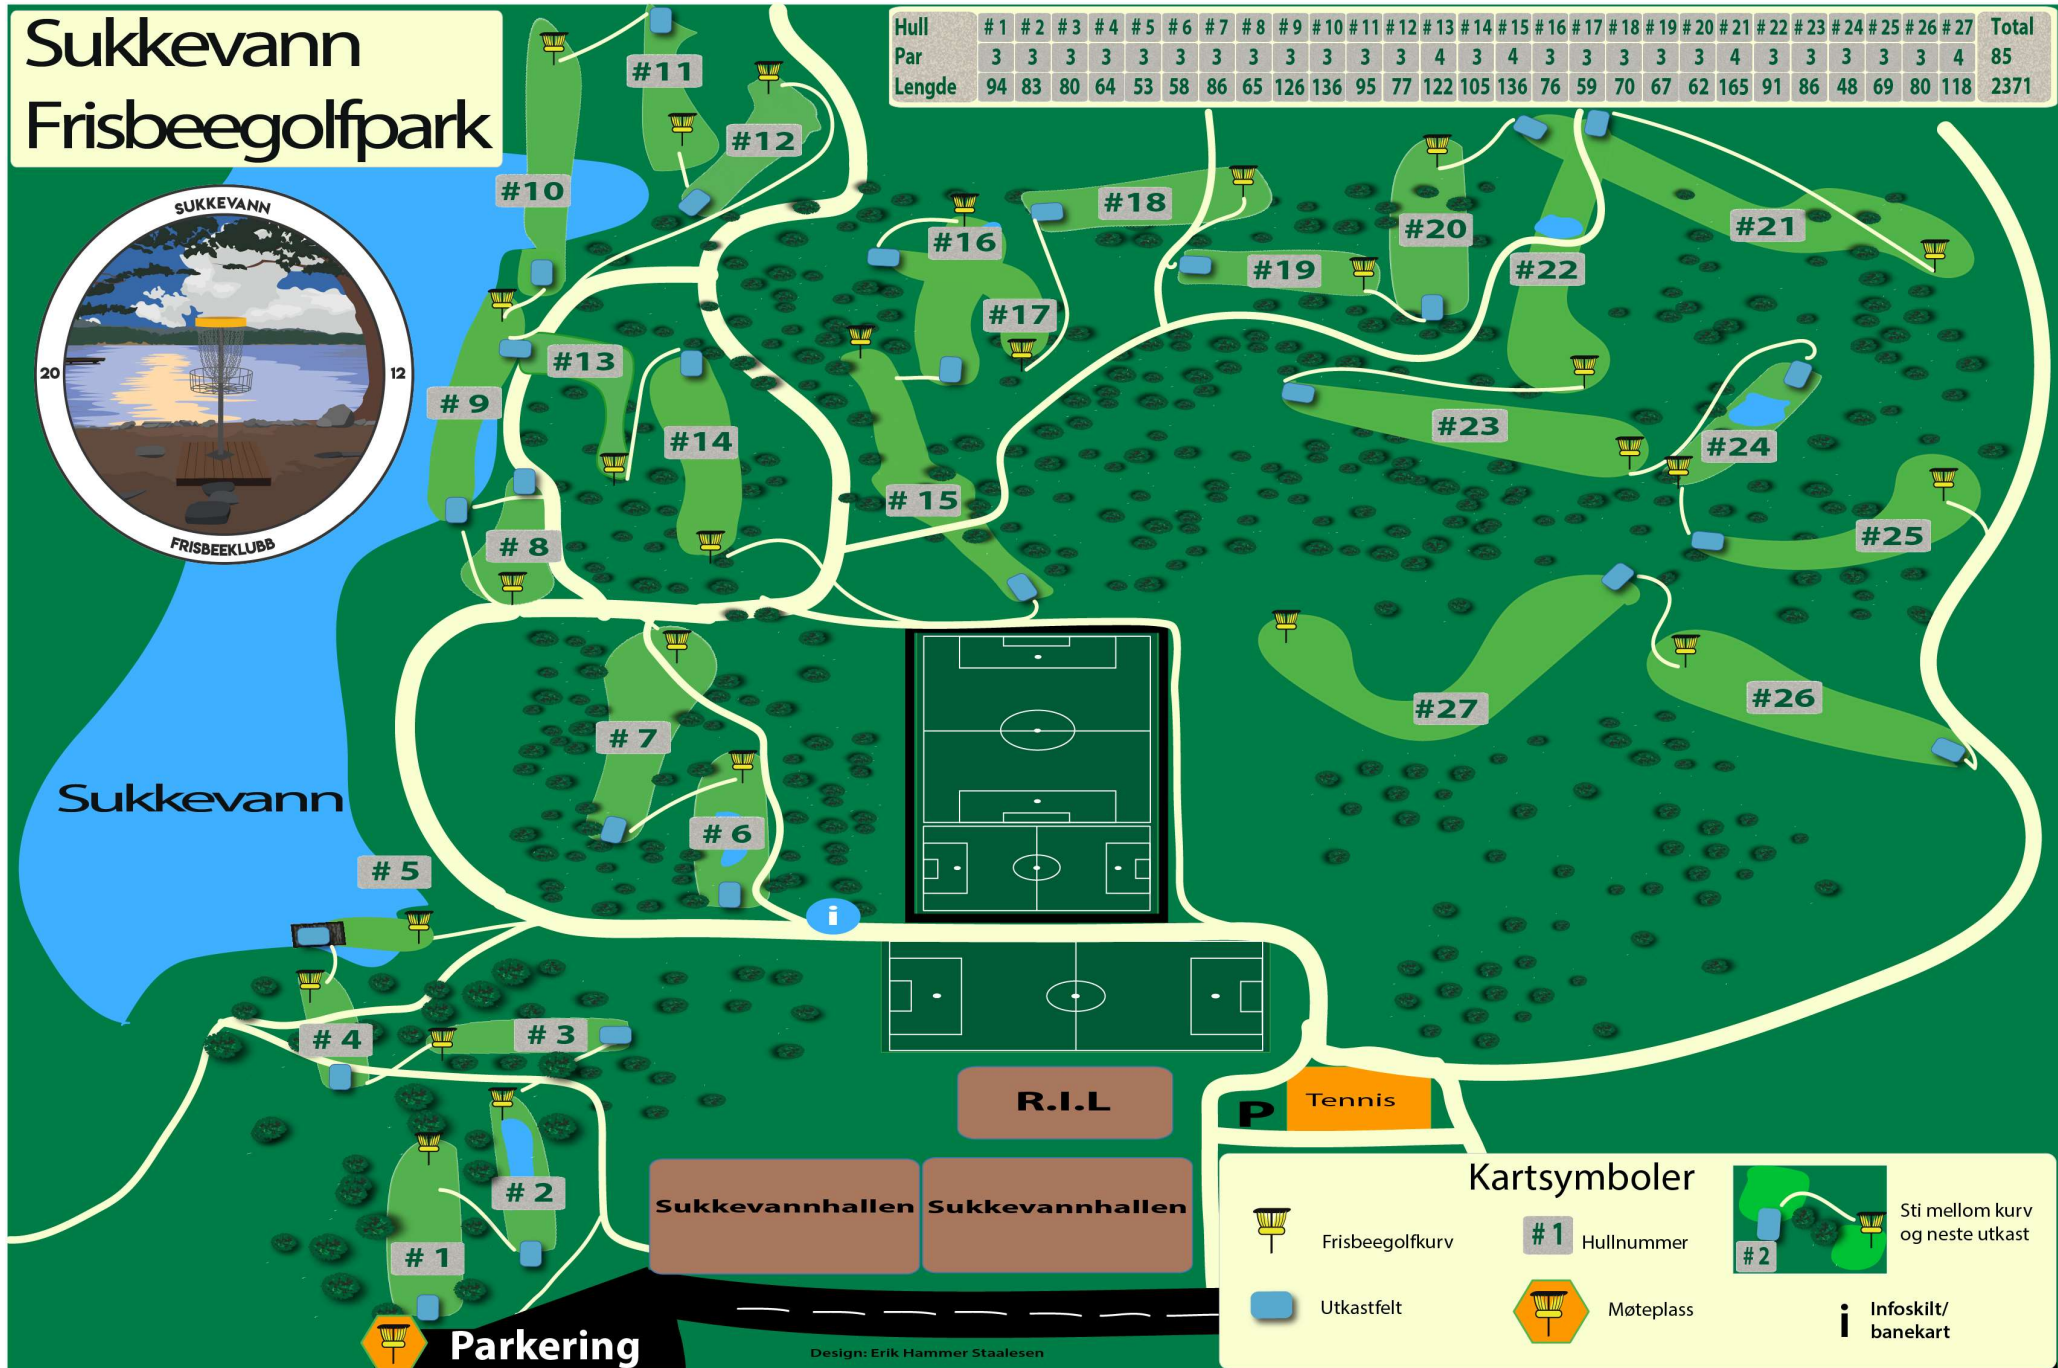 Sukkevann
Frisbeegolfpark
Hull #1 #2 #3 #4 #5 #6 #7 #8 #9 #10 #11 #12 #13 #14 #15 #16 #17 #18 #19 #20 #21 #22 #23 #24 #25 #26 #27 Total
Par 3 3 3 3 3 3 3 3 3 3 3 3 4 3 4 3 3 3 3 3 4 3 3 3 3 3 4 85
Lengde 94 83 80 64 53 58 86 65 126 136 95 77 122 105 136 76 59 70 67 62 165 91 86 48 69 80 118 2371
SUKKEVANN
20 12
FRISBEEKLUBB
#11
#12
#10
#18
#16
#20
#21
#19
#22
#17
#13
#9
#14
#23
#24
#15
#8
#25
#7
#27
#26
Sukkevann
#6
#5
i
#4
#3
#2
#1
R.I.L
P
Tennis
Sukkevannhallen
Sukkevannhallen
Parkering
Design: Erik Hammer Staalesen
Kartsymboler
Frisbeegolfkurv
#1 Hullnummer
#2
Sti mellom kurv
og neste utkast
Utkastfelt
Møteplass
i
Infoskilt/
banekart